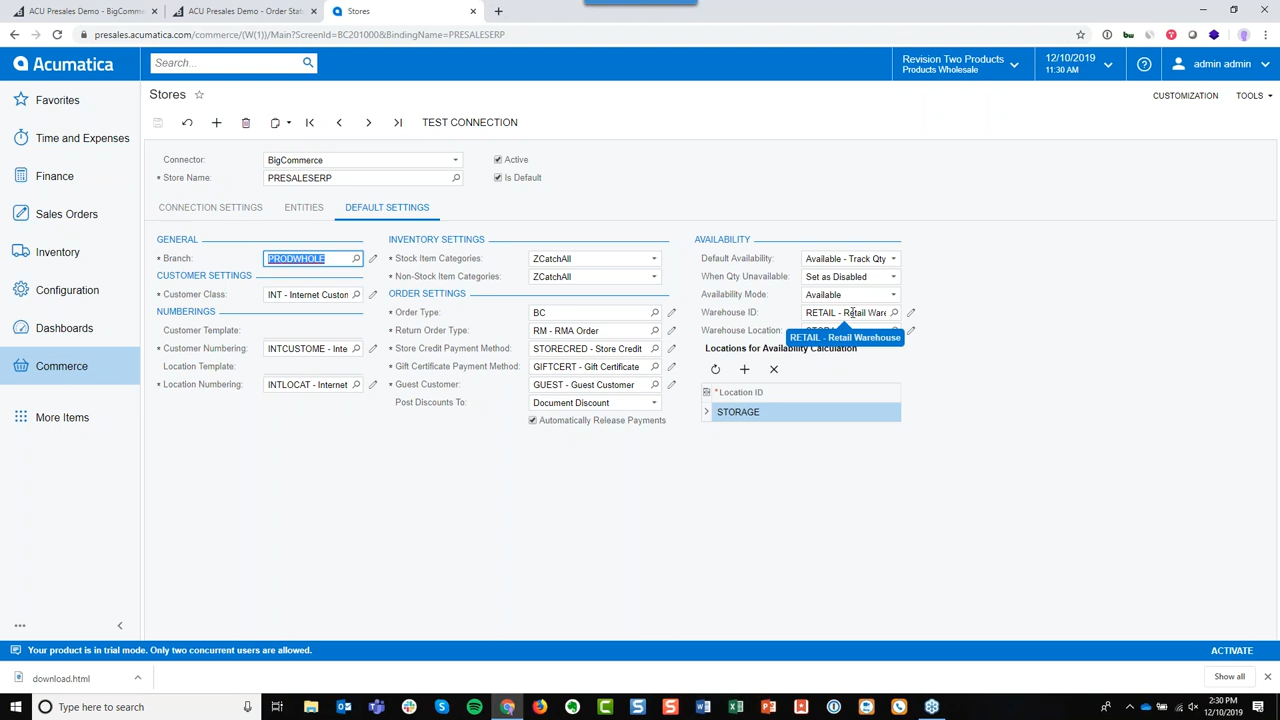 ACU Presales Demo - BigComme
ACU Presales Demo - Order Stat
Stores
presales.acumatica.com/commerce/(W(1))/Main?ScreenId=BC201000&BindingName=PRESALESERP
Acumatica
Search...
Revision Two Products
Products Wholesale
12/10/2019
11:30 AM
admin admin
Favorites
Time and Expenses
Finance
Sales Orders
Inventory
Configuration
Dashboards
Commerce
More Items
Stores
CUSTOMIZATION
TOOLS
TEST CONNECTION
Connector:
BigCommerce
Active
* Store Name:
PRESALESERP
Is Default
CONNECTION SETTINGS
ENTITIES
DEFAULT SETTINGS
GENERAL
* Branch:
PRODWHOLE
CUSTOMER SETTINGS
* Customer Class:
INT - Internet Custon
NUMBERINGS
Customer Template:
* Customer Numbering:
INTCUSTOME - Inte
Location Template:
* Location Numbering:
INTLOCAT - Internet
INVENTORY SETTINGS
* Stock Item Categories:
ZCatchAll
* Non-Stock Item Categories:
ZCatchAll
ORDER SETTINGS
* Order Type:
BC
* Return Order Type:
RM - RMA Order
* Store Credit Payment Method:
STORECRED - Store Credit
* Gift Certificate Payment Method:
GIFTCERT - Gift Certificate
* Guest Customer:
GUEST - Guest Customer
Post Discounts To:
Document Discount
Automatically Release Payments
AVAILABILITY
Default Availability:
Available - Track Qty
When Qty Unavailable:
Set as Disabled
Availability Mode:
Available
Warehouse ID:
RETAIL - Retail Ware
Warehouse Location:
RETAIL - Retail Warehouse
Locations for Availability Calculation
* Location ID
STORAGE
Your product is in trial mode. Only two concurrent users are allowed.
ACTIVATE
download.html
Show all
Type here to search
2:30 PM
12/10/2019